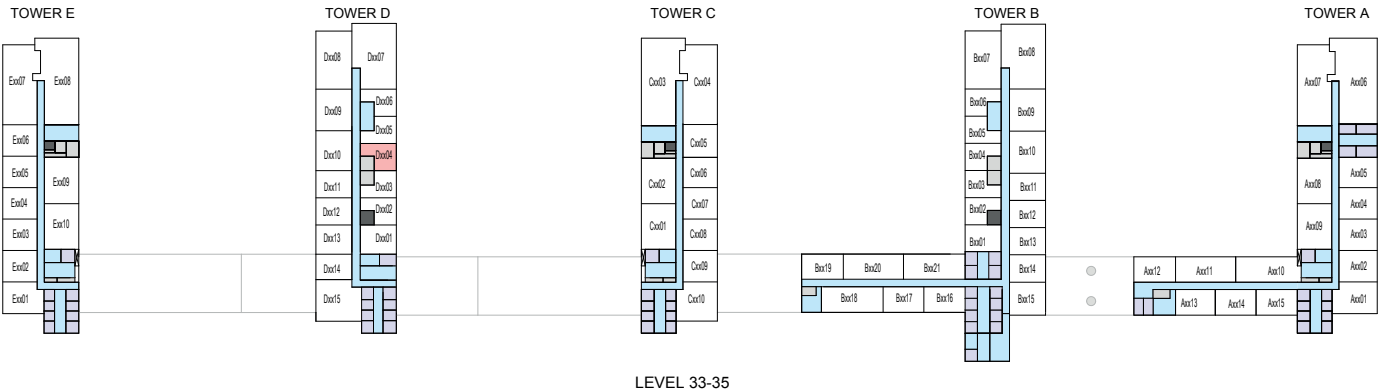 TOWER E
TOWER D
TOWER C
TOWER B
TOWER A
Exx07
Exx08
Exx06
Exx05
Exx09
Exx04
Exx10
Exx03
Exx02
Exx01
Dxx08
Dxx07
Dxx06
Dxx09
Dxx05
Dxx10
Dxx04
Dxx11
Dxx03
Dxx12
Dxx02
Dxx13
Dxx01
Dxx14
Dxx15
Cxx03
Cxx04
Cxx05
Cxx06
Cxx02
Cxx07
Cxx01
Cxx08
Cxx09
Cxx10
Bxx07
Bxx08
Bxx06
Bxx09
Bxx05
Bxx10
Bxx04
Bxx03
Bxx11
Bxx02
Bxx12
Bxx01
Bxx13
Bxx14
Bxx19
Bxx20
Bxx21
Bxx18
Bxx17
Bxx16
Bxx15
Axx07
Axx06
Axx05
Axx08
Axx04
Axx09
Axx03
Axx12
Axx11
Axx10
Axx02
Axx13
Axx14
Axx15
Axx01
LEVEL 33-35